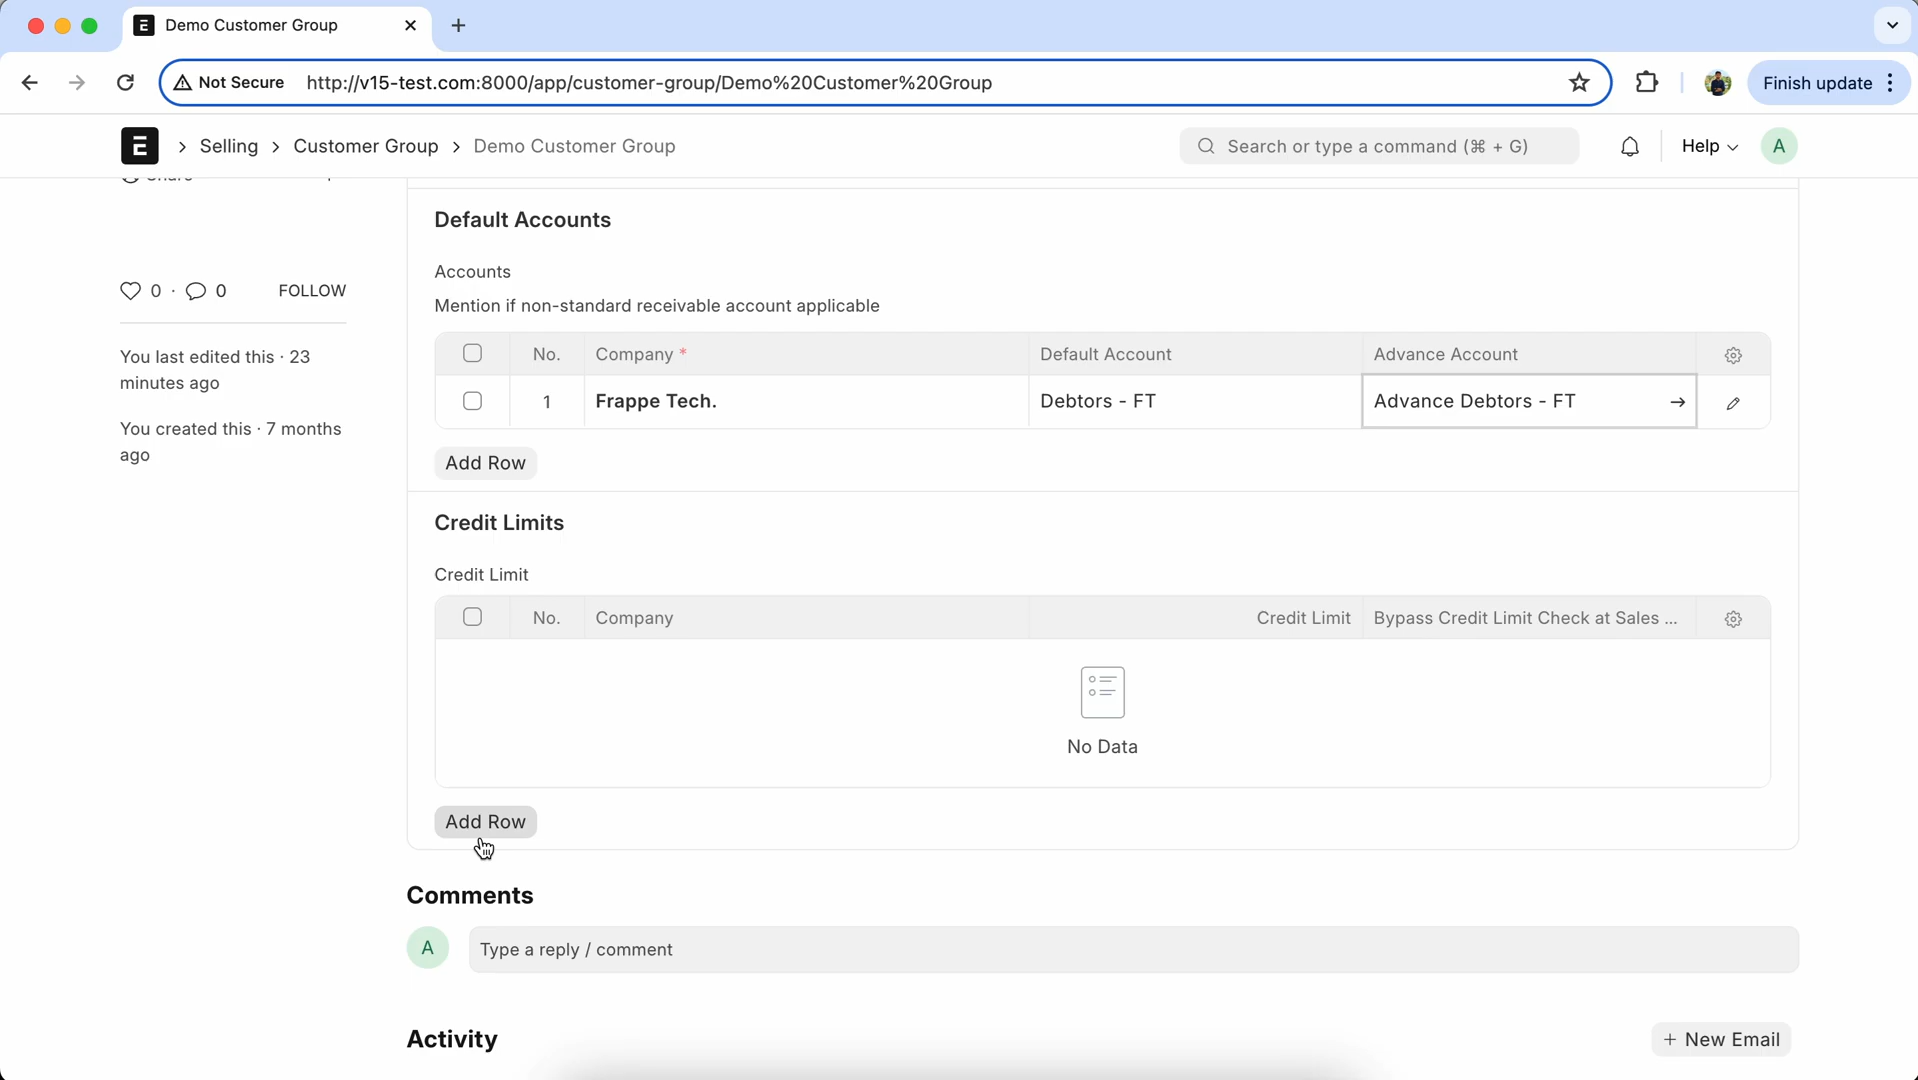 Demo Customer Group
Not Secure http://v15-test.com:8000/app/customer-group/Demo%20Customer%20Group
Finish update
E > Selling > Customer Group > Demo Customer Group
Search or type a command (⌘ + G)
Help
A
Share
Default Accounts
Accounts
Mention if non-standard receivable account applicable
0 · 0 FOLLOW
You last edited this · 23
minutes ago
You created this · 7 months
ago
No. Company * Default Account Advance Account
1 Frappe Tech. Debtors - FT Advance Debtors - FT
Add Row
Credit Limits
Credit Limit
No. Company Credit Limit Bypass Credit Limit Check at Sales ...
No Data
Add Row
Comments
A
Type a reply / comment
Activity
+ New Email